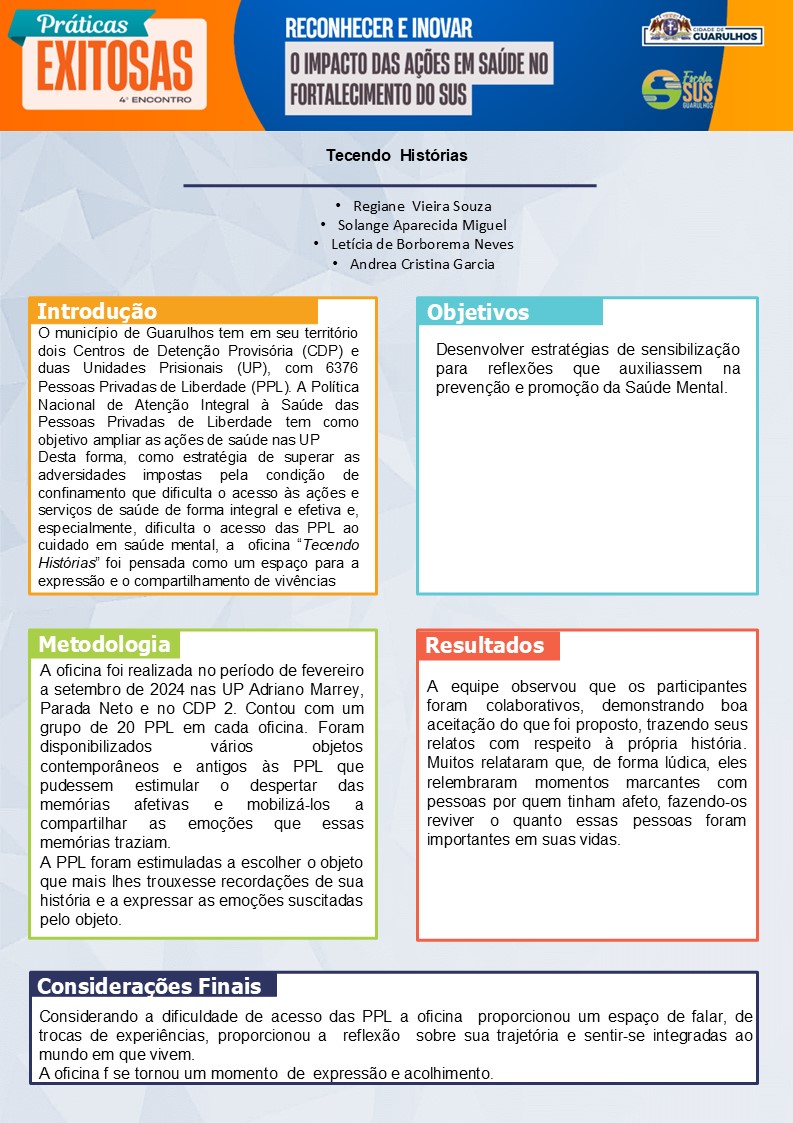 Práticas
EXITOSAS
4º ENCONTRO
RECONHECER E INOVAR
O IMPACTO DAS AÇÕES EM SAÚDE NO
FORTALECIMENTO DO SUS
CIDADE DE
GUARULHOS
Escola
SUS
GUARULHOS
Tecendo Histórias
• Regiane Vieira Souza
• Solange Aparecida Miguel
• Letícia de Borborema Neves
• Andrea Cristina Garcia
Introdução
O município de Guarulhos tem em seu território
dois Centros de Detenção Provisória (CDP) e
duas Unidades Prisionais (UP), com 6376
Pessoas Privadas de Liberdade (PPL). A Política
Nacional de Atenção Integral à Saúde das
Pessoas Privadas de Liberdade tem como
objetivo ampliar as ações de saúde nas UP
Desta forma, como estratégia de superar as
adversidades impostas pela condição de
confinamento que dificulta o acesso às ações e
serviços de saúde de forma integral e efetiva e,
especialmente, dificulta o acesso das PPL ao
cuidado em saúde mental, a oficina “Tecendo
Histórias” foi pensada como um espaço para a
expressão e o compartilhamento de vivências
Objetivos
Desenvolver estratégias de sensibilização
para reflexões que auxiliassem na
prevenção e promoção da Saúde Mental.
Metodologia
A oficina foi realizada no período de fevereiro
a setembro de 2024 nas UP Adriano Marrey,
Parada Neto e no CDP 2. Contou com um
grupo de 20 PPL em cada oficina. Foram
disponibilizados vários objetos
contemporâneos e antigos às PPL que
pudessem estimular o despertar das
memórias afetivas e mobilizá-los a
compartilhar as emoções que essas
memórias traziam.
A PPL foram estimuladas a escolher o objeto
que mais lhes trouxesse recordações de sua
história e a expressar as emoções suscitadas
pelo objeto.
Resultados
A equipe observou que os participantes
foram colaborativos, demonstrando boa
aceitação do que foi proposto, trazendo seus
relatos com respeito à própria história.
Muitos relataram que, de forma lúdica, eles
relembraram momentos marcantes com
pessoas por quem tinham afeto, fazendo-os
reviver o quanto essas pessoas foram
importantes em suas vidas.
Considerações Finais
Considerando a dificuldade de acesso das PPL a oficina proporcionou um espaço de falar, de
trocas de experiências, proporcionou a reflexão sobre sua trajetória e sentir-se integradas ao
mundo em que vivem.
A oficina f se tornou um momento de expressão e acolhimento.